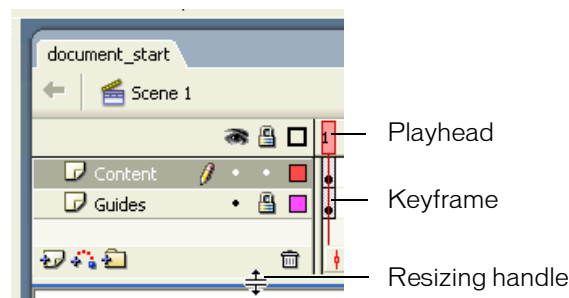 document_start
Scene 1
1
Playhead
Content
Keyframe
Guides
Resizing handle